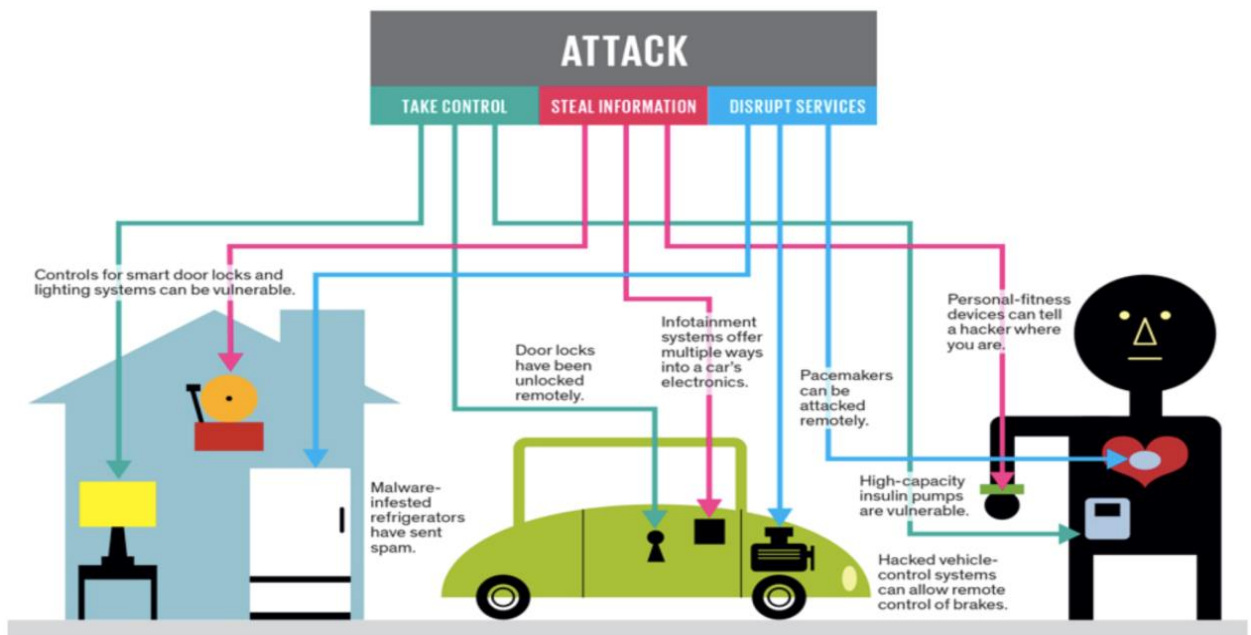 ATTACK
TAKE CONTROL
STEAL INFORMATION
DISRUPT SERVICES
Controls for smart door locks and
lighting systems can be vulnerable.
Malware-
infested
refrigerators
have sent
spam.
Door locks
have been
unlocked
remotely.
Infotainment
systems offer
multiple ways
into a car's
electronics.
Pacemakers
can be
attacked
remotely.
Personal-fitness
devices can tell
a hacker where
you are.
High-capacity
insulin pumps
are vulnerable.
Hacked vehicle-
control systems
can allow remote
control of brakes.